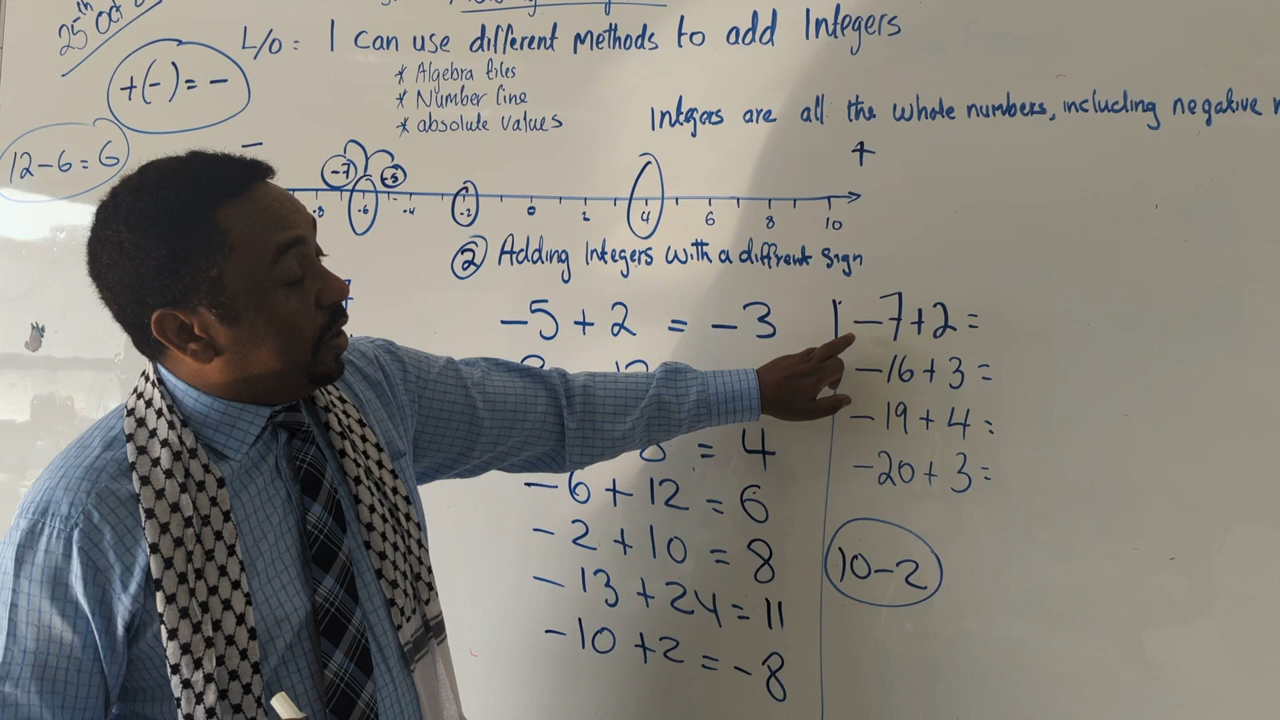 25th Oct
L/O: I can use different Methods to add Integers
+(-) = -
* Algebra tiles
* Number line
* absolute values
Integers are all the whole numbers, including negative
12-6=6
-
+
-7 -5
-8 -6 -4 -2 0 2 4 6 8 10
② Adding Integers with a different Sign
-5 + 2 = -3
-7+2=
-16+3=
= 4
-19+4=
-6+12 = 6
-20+3=
-2+10 = 8
10-2
-13+24=11
-10+2=-8